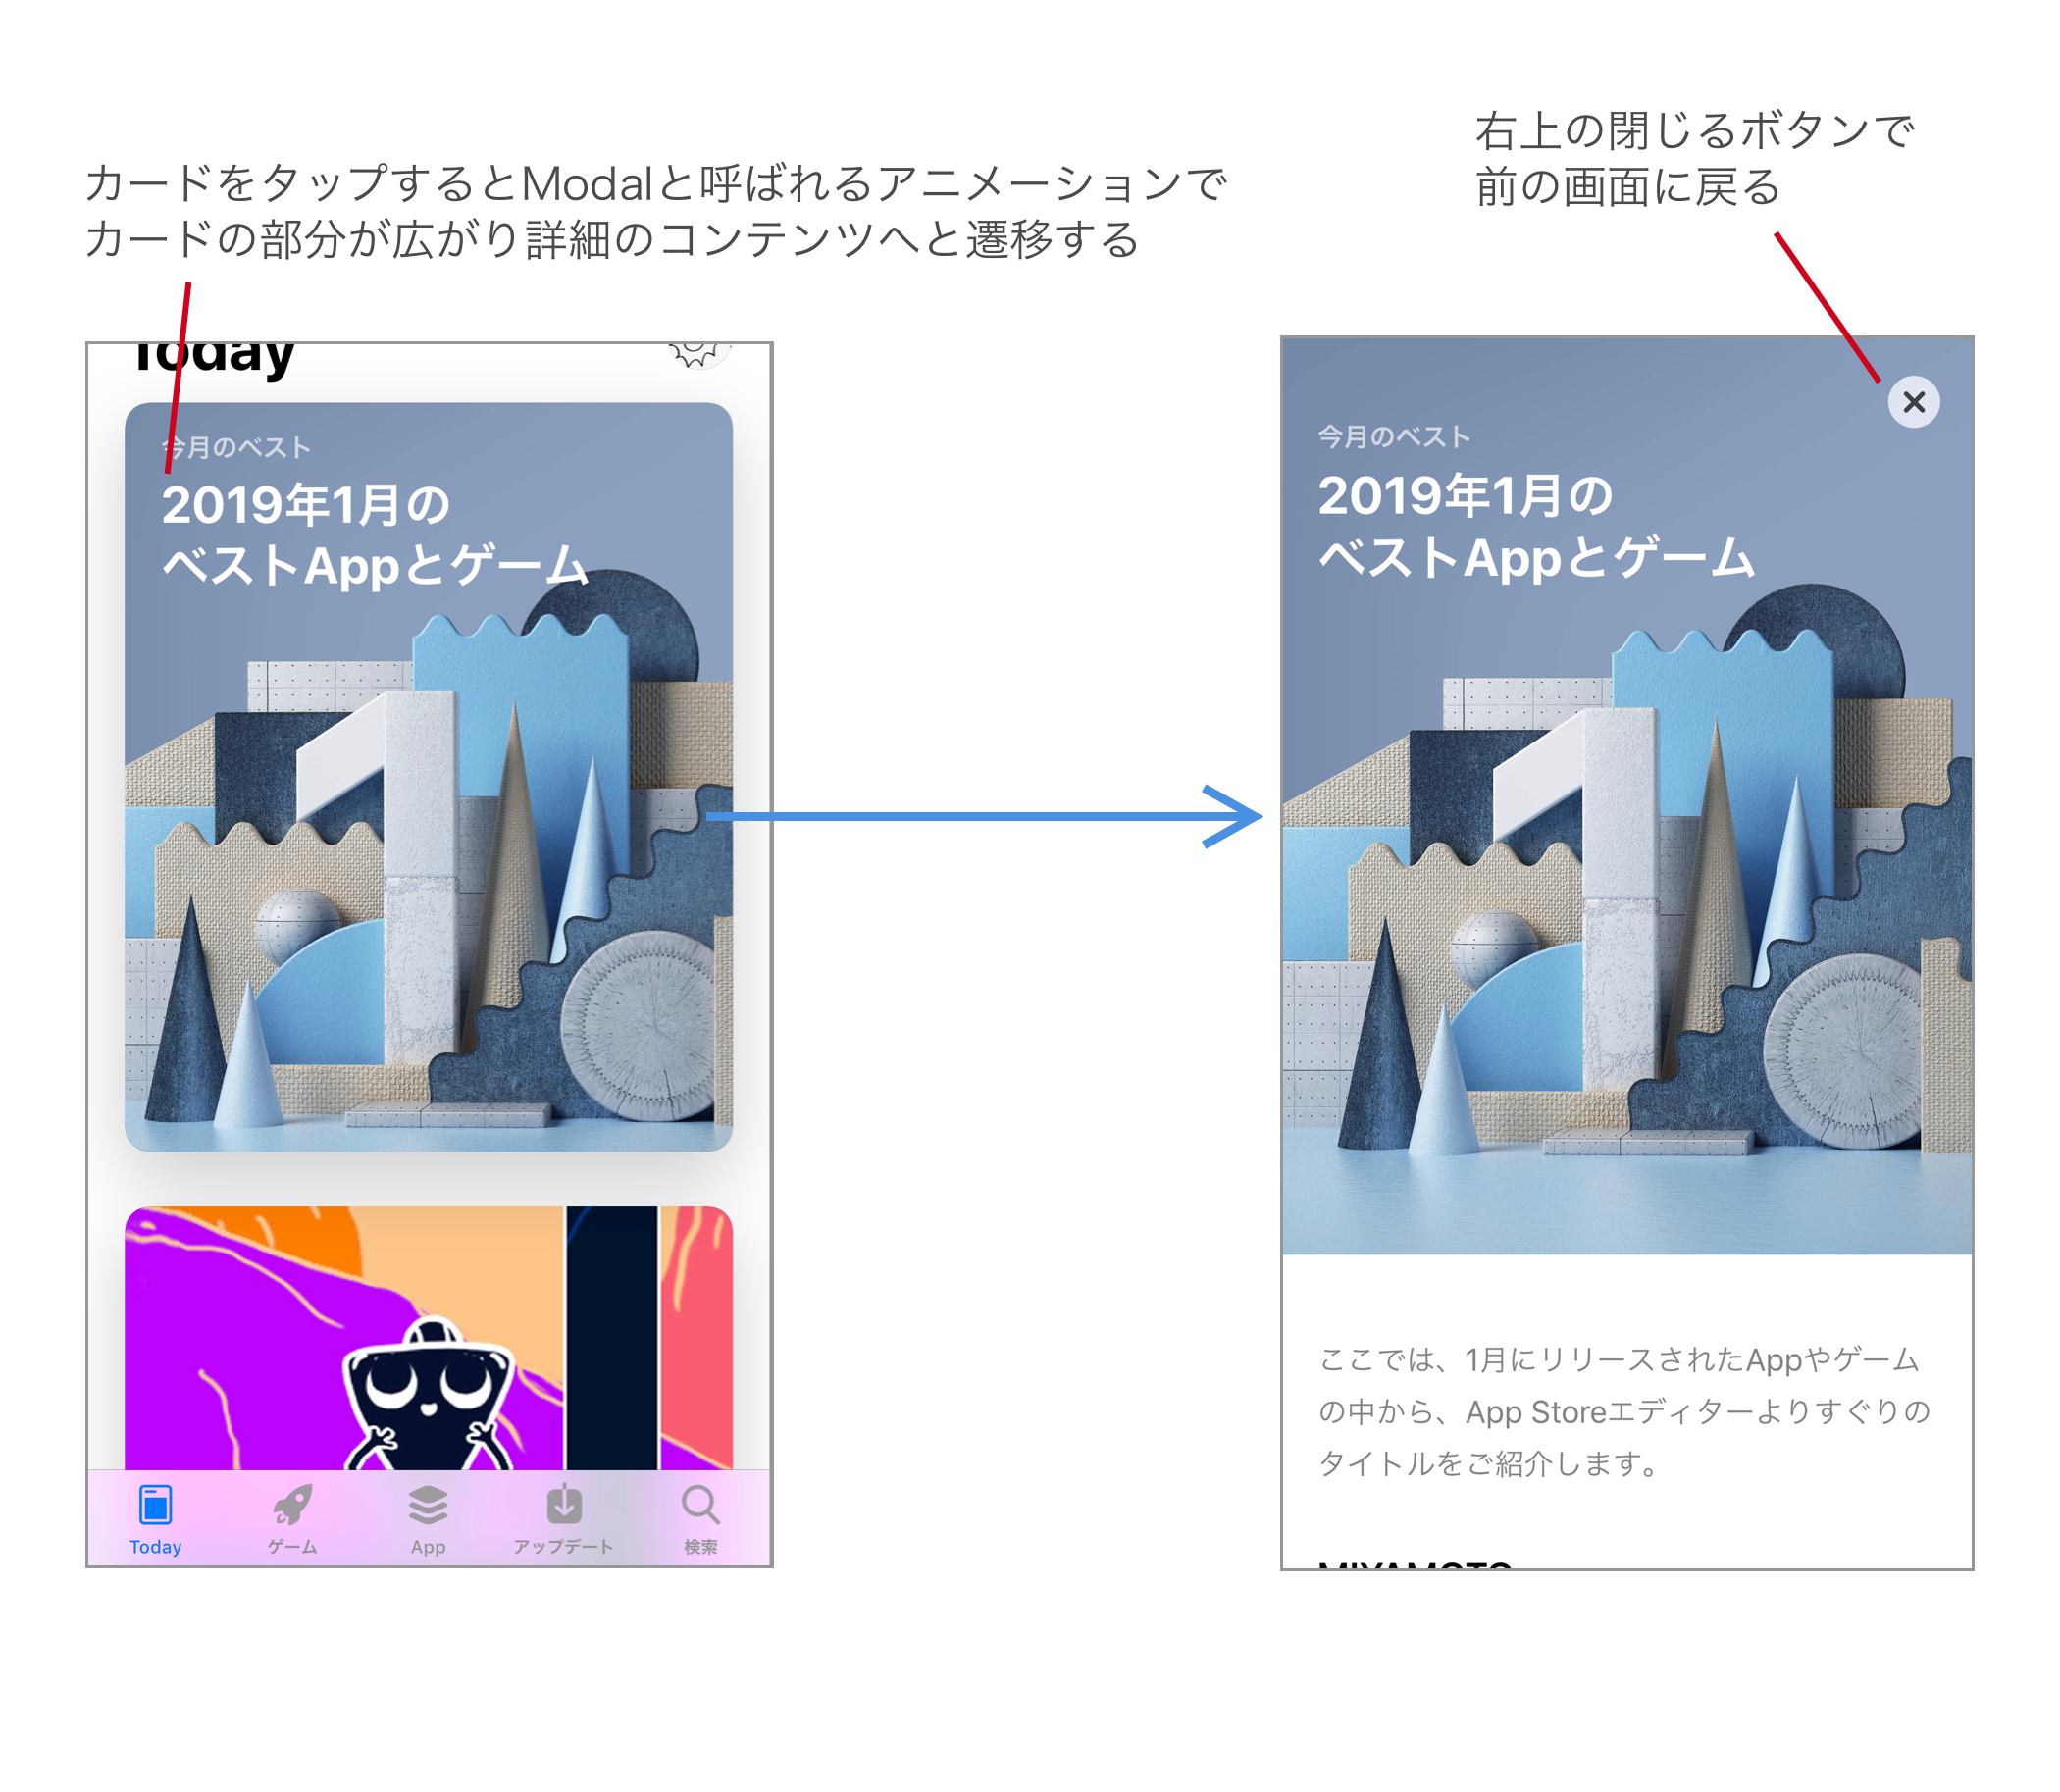 カードをタップするとModalと呼ばれるアニメーションで
カードの部分が広がり詳細のコンテンツへと遷移する
右上の閉じるボタンで
前の画面に戻る
Today
今月のベスト
2019年1月の
ベストAppとゲーム
Today
ゲーム
App
アップデート
検索
今月のベスト
2019年1月の
ベストAppとゲーム
ここでは、1月にリリースされたAppやゲーム
の中から、App Storeエディターよりすぐりの
タイトルをご紹介します。
MIYAMOTO